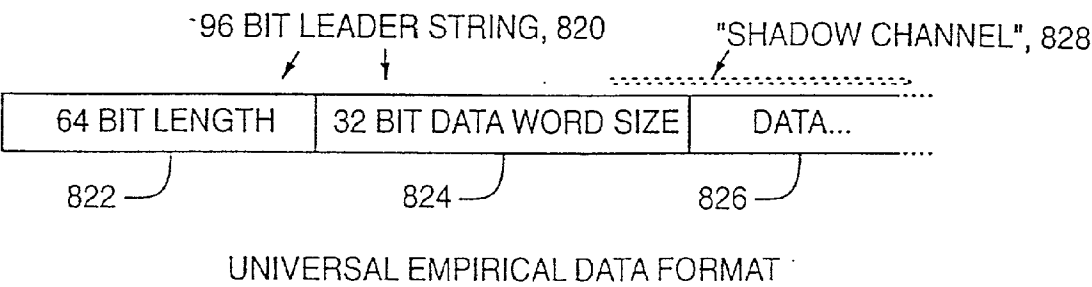 96 BIT LEADER STRING, 820
"SHADOW CHANNEL", 828
64 BIT LENGTH
32 BIT DATA WORD SIZE
DATA...
822
824
826
UNIVERSAL EMPIRICAL DATA FORMAT